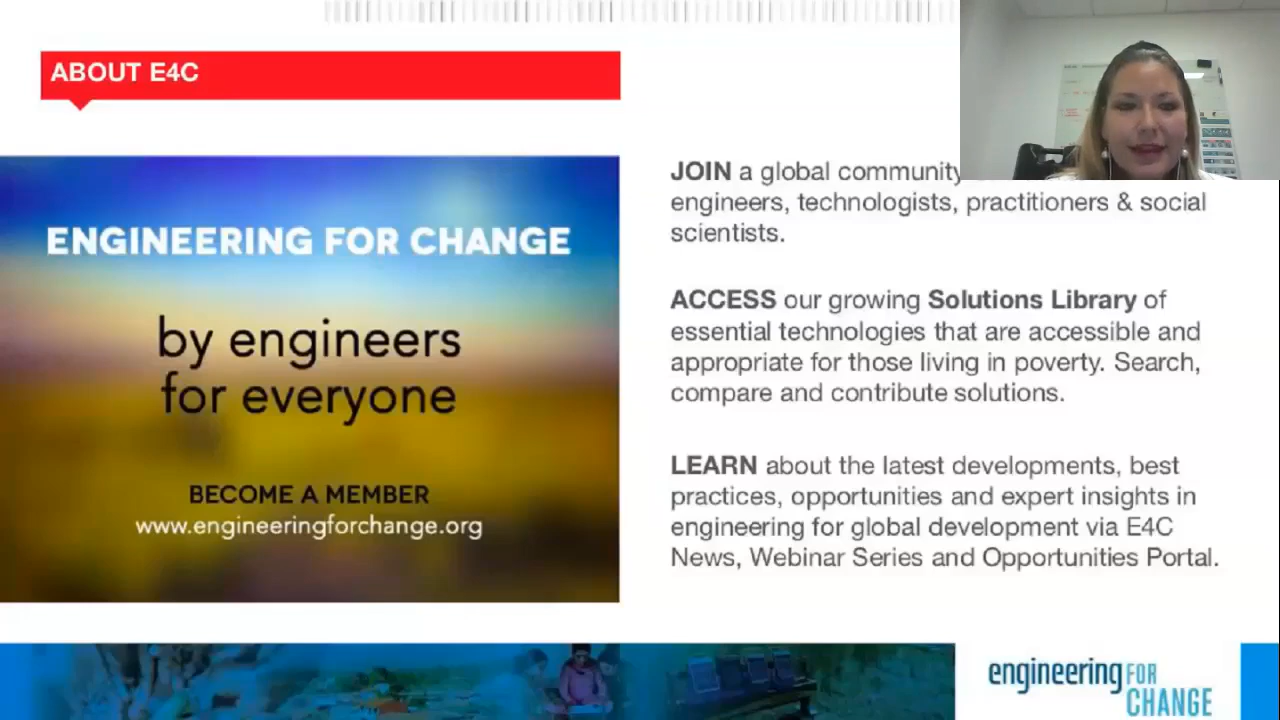 ABOUT E4C
ENGINEERING FOR CHANGE
by engineers
for everyone
BECOME A MEMBER
www.engineeringforchange.org
JOIN a global community
engineers, technologists, practitioners & social
scientists.
ACCESS our growing Solutions Library of
essential technologies that are accessible and
appropriate for those living in poverty. Search,
compare and contribute solutions.
LEARN about the latest developments, best
practices, opportunities and expert insights in
engineering for global development via E4C
News, Webinar Series and Opportunities Portal.
engineering FOR
CHANGE